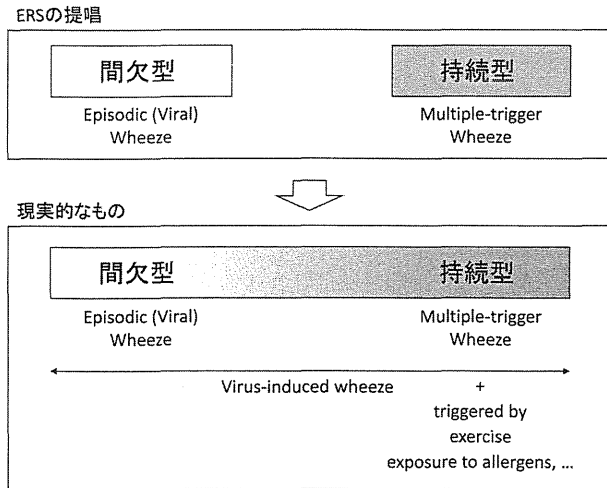 ERSの提唱
間欠型
持続型
Episodic (Viral)
Wheeze
Multiple-trigger
Wheeze
現実的なもの
間欠型
持続型
Episodic (Viral)
Wheeze
Multiple-trigger
Wheeze
Virus-induced wheeze
+
triggered by
exercise
exposure to allergens, ...